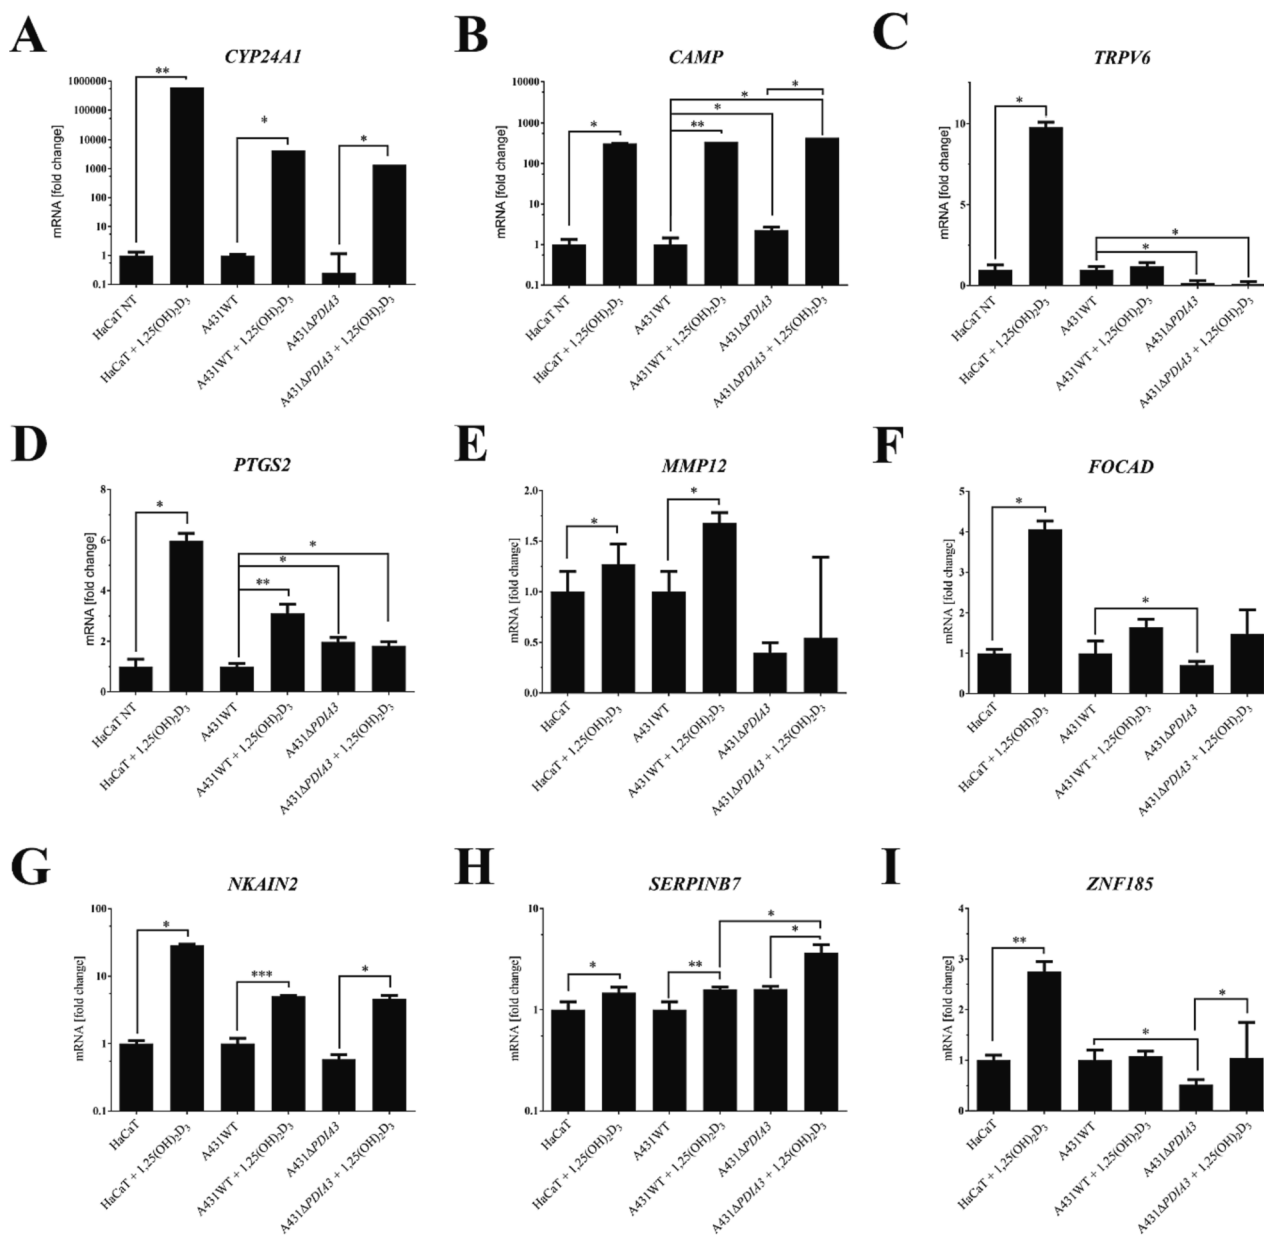 A
CYP24A1
mRNA [fold change]
1000000
100000
10000
1000
100
10
1
0.1
**
*
*
HaCaT NT
HaCaT + 1,25(OH)₂D₃
A431WT
A431WT + 1,25(OH)₂D₃
A431ΔPDIA3
A431ΔPDIA3 + 1,25(OH)₂D₃
B
CAMP
mRNA [fold change]
10000
1000
100
10
1
0.1
*
**
*
*
*
HaCaT NT
HaCaT + 1,25(OH)₂D₃
A431WT
A431WT + 1,25(OH)₂D₃
A431ΔPDIA3
A431ΔPDIA3 + 1,25(OH)₂D₃
C
TRPV6
mRNA [fold change]
10
5
0
*
*
*
HaCaT NT
HaCaT + 1,25(OH)₂D₃
A431WT
A431WT + 1,25(OH)₂D₃
A431ΔPDIA3
A431ΔPDIA3 + 1,25(OH)₂D₃
D
PTGS2
mRNA [fold change]
8
6
4
2
0
*
**
*
*
HaCaT NT
HaCaT + 1,25(OH)₂D₃
A431WT
A431WT + 1,25(OH)₂D₃
A431ΔPDIA3
A431ΔPDIA3 + 1,25(OH)₂D₃
E
MMP12
mRNA [fold change]
2.0
1.5
1.0
0.5
0.0
*
*
HaCaT
HaCaT + 1,25(OH)₂D₃
A431WT
A431WT + 1,25(OH)₂D₃
A431ΔPDIA3
A431ΔPDIA3 + 1,25(OH)₂D₃
F
FOCAD
mRNA [fold change]
5
4
3
2
1
0
*
*
HaCaT
HaCaT + 1,25(OH)₂D₃
A431WT
A431WT + 1,25(OH)₂D₃
A431ΔPDIA3
A431ΔPDIA3 + 1,25(OH)₂D₃
G
NKAIN2
mRNA [fold change]
100
10
1
0.1
*
***
*
HaCaT
HaCaT + 1,25(OH)₂D₃
A431WT
A431WT + 1,25(OH)₂D₃
A431ΔPDIA3
A431ΔPDIA3 + 1,25(OH)₂D₃
H
SERPINB7
mRNA [fold change]
10
1
0.1
*
**
*
*
HaCaT
HaCaT + 1,25(OH)₂D₃
A431WT
A431WT + 1,25(OH)₂D₃
A431ΔPDIA3
A431ΔPDIA3 + 1,25(OH)₂D₃
I
ZNF185
mRNA [fold change]
4
3
2
1
0
**
*
*
HaCaT
HaCaT + 1,25(OH)₂D₃
A431WT
A431WT + 1,25(OH)₂D₃
A431ΔPDIA3
A431ΔPDIA3 + 1,25(OH)₂D₃